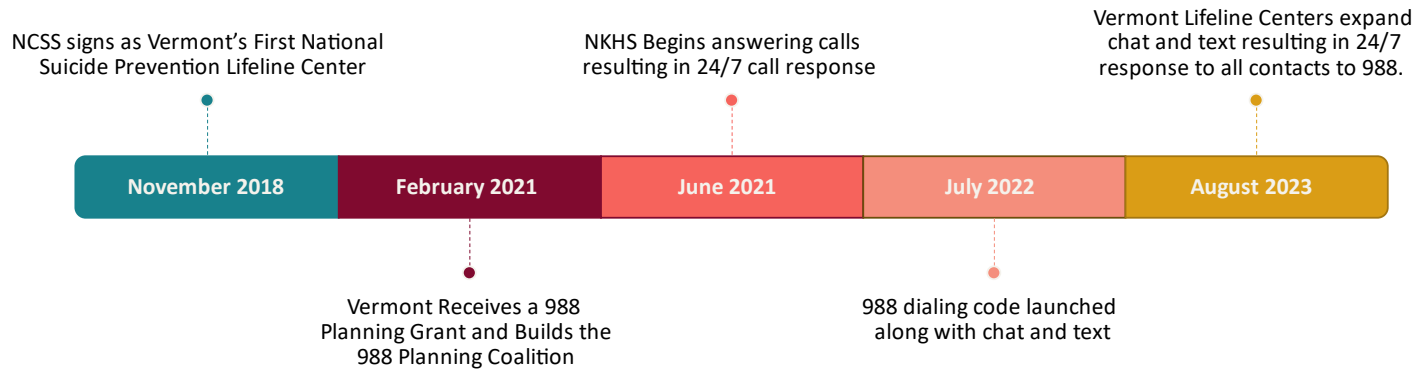 NCSS signs as Vermont's First National
Suicide Prevention Lifeline Center
NKHS Begins answering calls
resulting in 24/7 call response
Vermont Lifeline Centers expand
chat and text resulting in 24/7
response to all contacts to 988.
November 2018
February 2021
June 2021
July 2022
August 2023
Vermont Receives a 988
Planning Grant and Builds the
988 Planning Coalition
988 dialing code launched
along with chat and text